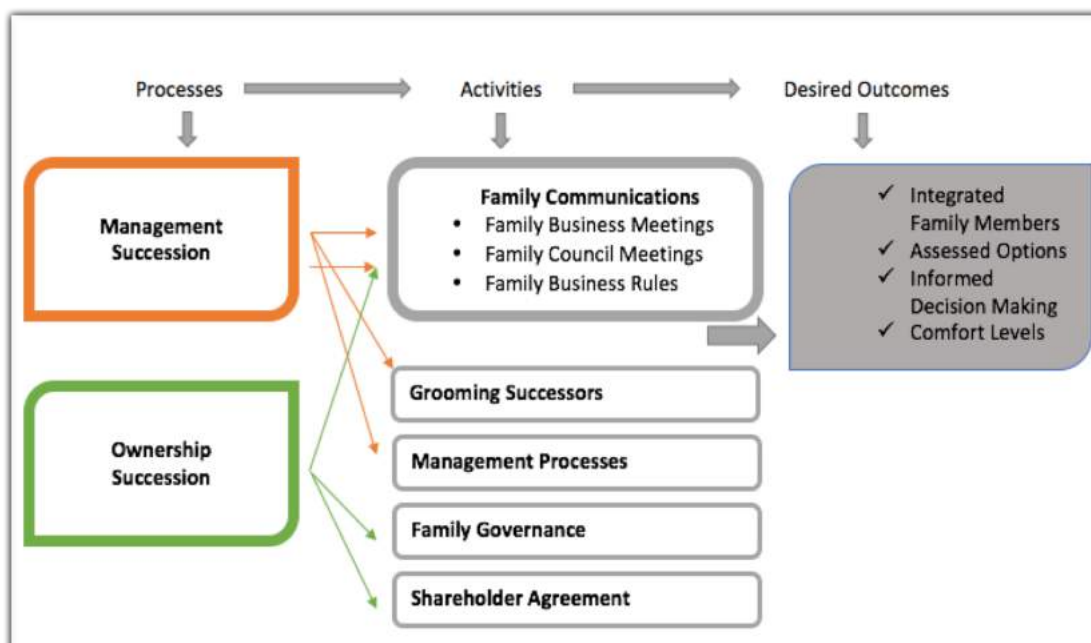 Processes
Activities
Desired Outcomes
Management
Succession
Ownership
Succession
Family Communications
• Family Business Meetings
• Family Council Meetings
• Family Business Rules
Grooming Successors
Management Processes
Family Governance
Shareholder Agreement
✓ Integrated
Family Members
✓ Assessed Options
✓ Informed
Decision Making
✓ Comfort Levels